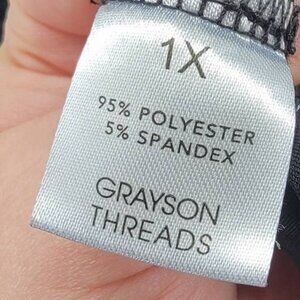 1X
95% POLYESTER
5% SPANDEX
GRAYSON
THREADS